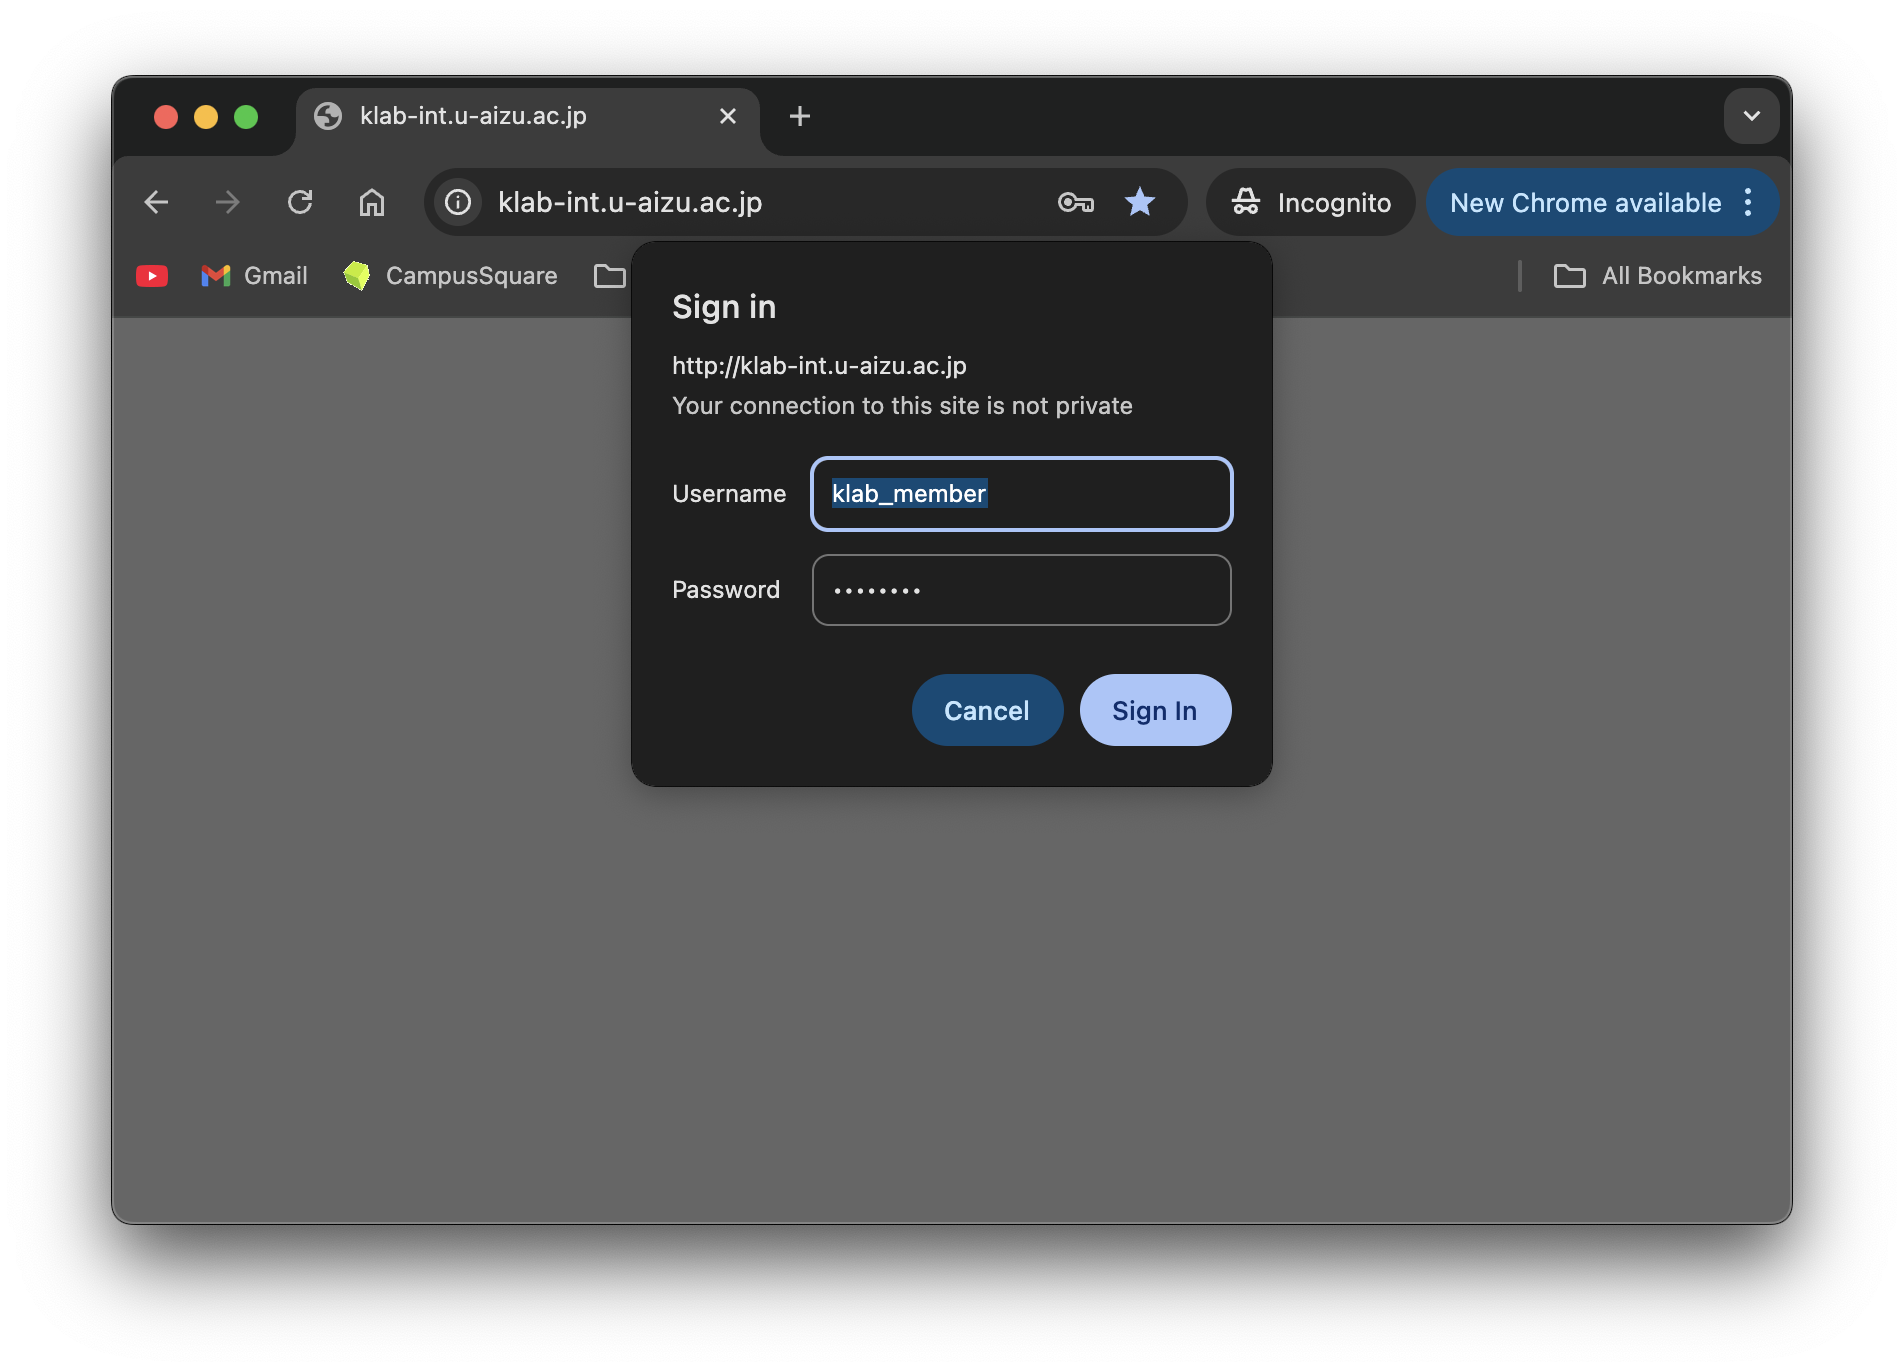 klab-int.u-aizu.ac.jp
klab-int.u-aizu.ac.jp
Incognito
New Chrome available
Gmail
CampusSquare
All Bookmarks
Sign in
http://klab-int.u-aizu.ac.jp
Your connection to this site is not private
Username
klab_member
Password
••••••••
Cancel
Sign In